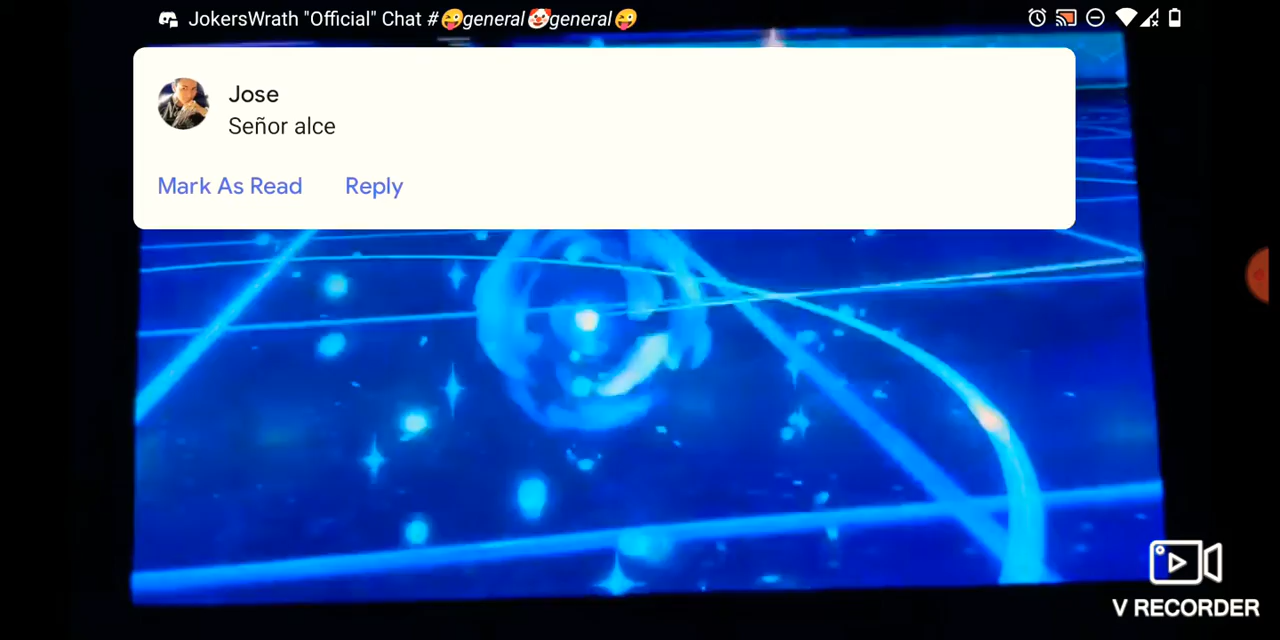 JokersWrath "Official" Chat #😜general🤡general😜
Jose
Señor alce
Mark As Read
Reply
V RECORDER